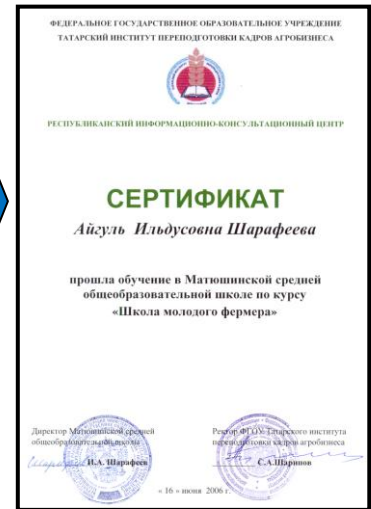 ФЕДЕРАЛЬНОЕ ГОСУДАРСТВЕННОЕ ОБРАЗОВАТЕЛЬНОЕ УЧРЕЖДЕНИЕ
ТАТАРСКИЙ ИНСТИТУТ ПЕРЕПОДГОТОВКИ КАДРОВ АГРОБИЗНЕСА
РЕСПУБЛИКАНСКИЙ ИНФОРМАЦИОННО-КОНСУЛЬТАЦИОННЫЙ ЦЕНТР
СЕРТИФИКАТ
Айгуль Ильдусовна Шарафеева
прошла обучение в Матюшинской средней
общеобразовательной школе по курсу
«Школа молодого фермера»
Директор Матюшинской средней
общеобразовательной школы
И.А. Шарафеев
Ректор ФГОУ Татарского института
переподготовки кадров агробизнеса
С.А.Шарипов
« 16 » июня 2006 г.